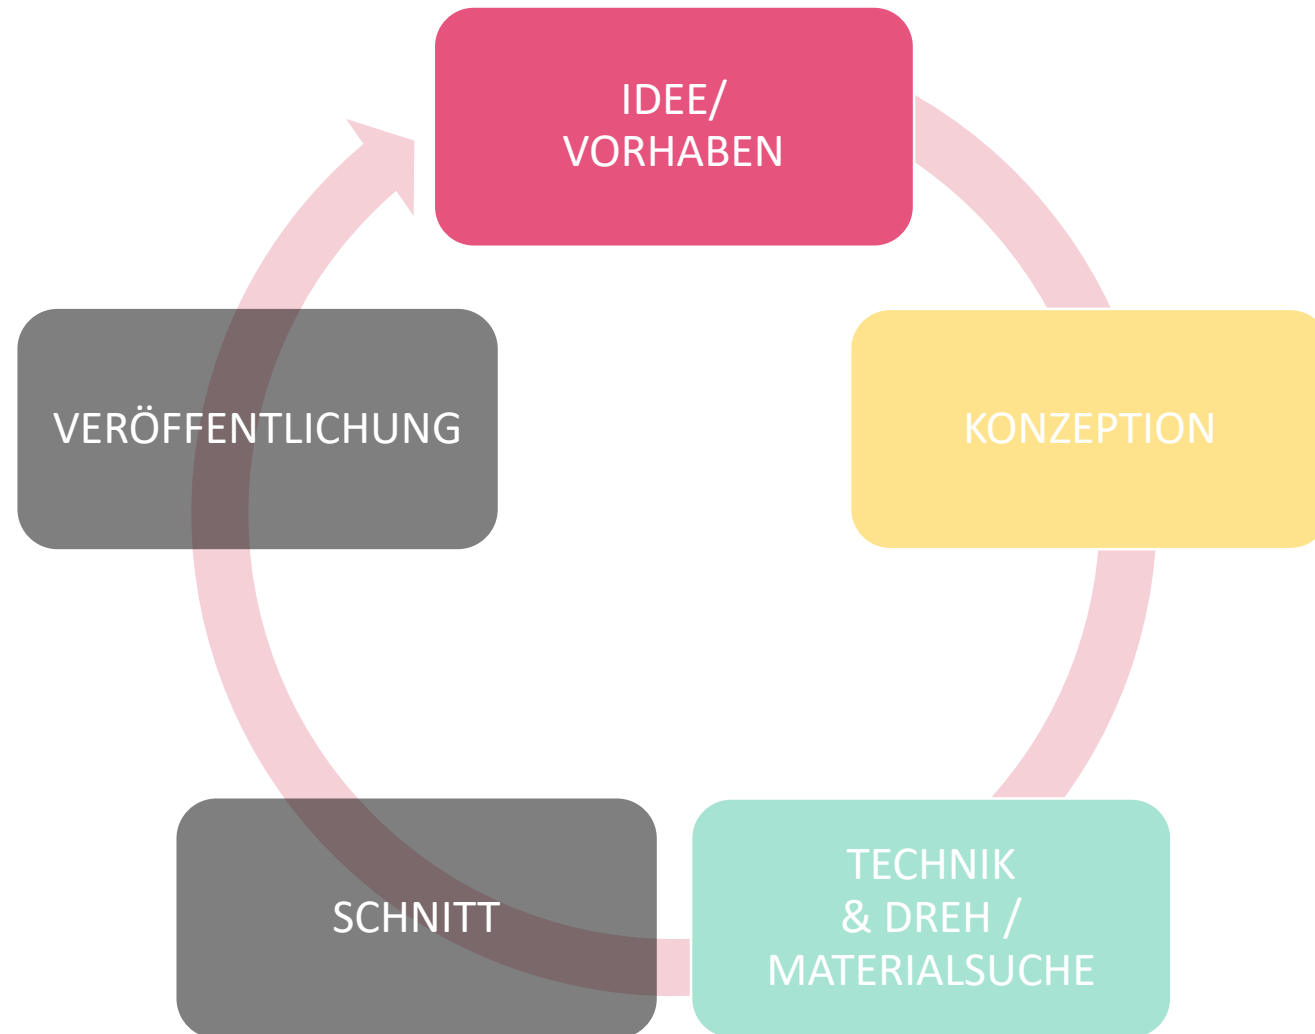 IDEE/
VORHABEN
KONZEPTION
TECHNIK
& DREH /
MATERIALSUCHE
SCHNITT
VERÖFFENTLICHUNG